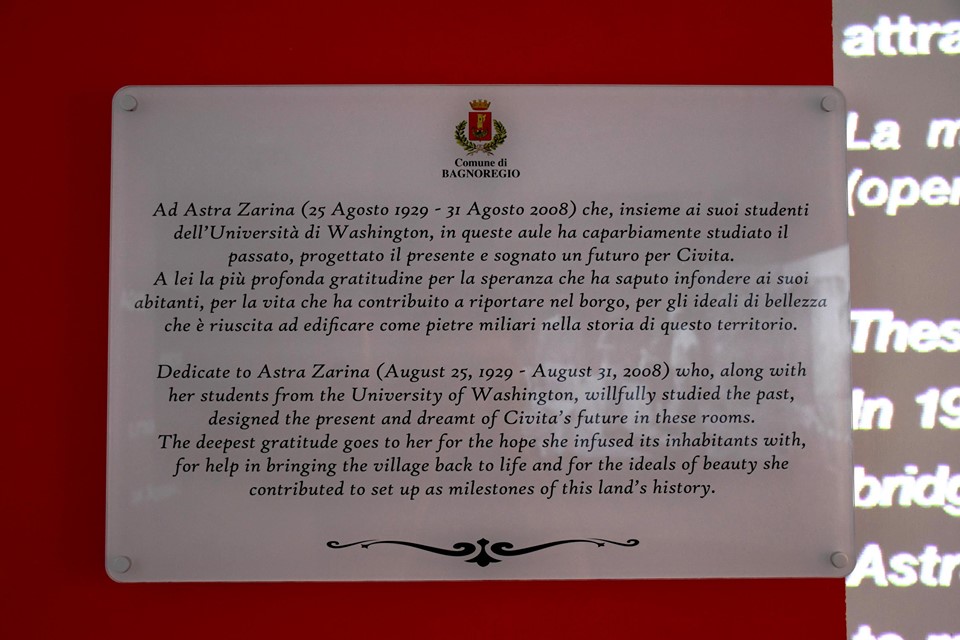 Comune di
BAGNOREGIO
Ad Astra Zarina (25 Agosto 1929 - 31 Agosto 2008) che, insieme ai suoi studenti
dell'Università di Washington, in queste aule ha caparbiamente studiato il
passato, progettato il presente e sognato un futuro per Civita.
A lei la più profonda gratitudine per la speranza che ha saputo infondere ai suoi
abitanti, per la vita che ha contribuito a riportare nel borgo, per gli ideali di bellezza
che è riuscita ad edificare come pietre miliari nella storia di questo territorio.
Dedicate to Astra Zarina (August 25, 1929 - August 31, 2008) who, along with
her students from the University of Washington, willfully studied the past,
designed the present and dreamt of Civita's future in these rooms.
The deepest gratitude goes to her for the hope she infused its inhabitants with,
for help in bringing the village back to life and for the ideals of beauty she
contributed to set up as milestones of this land's history.
La
In